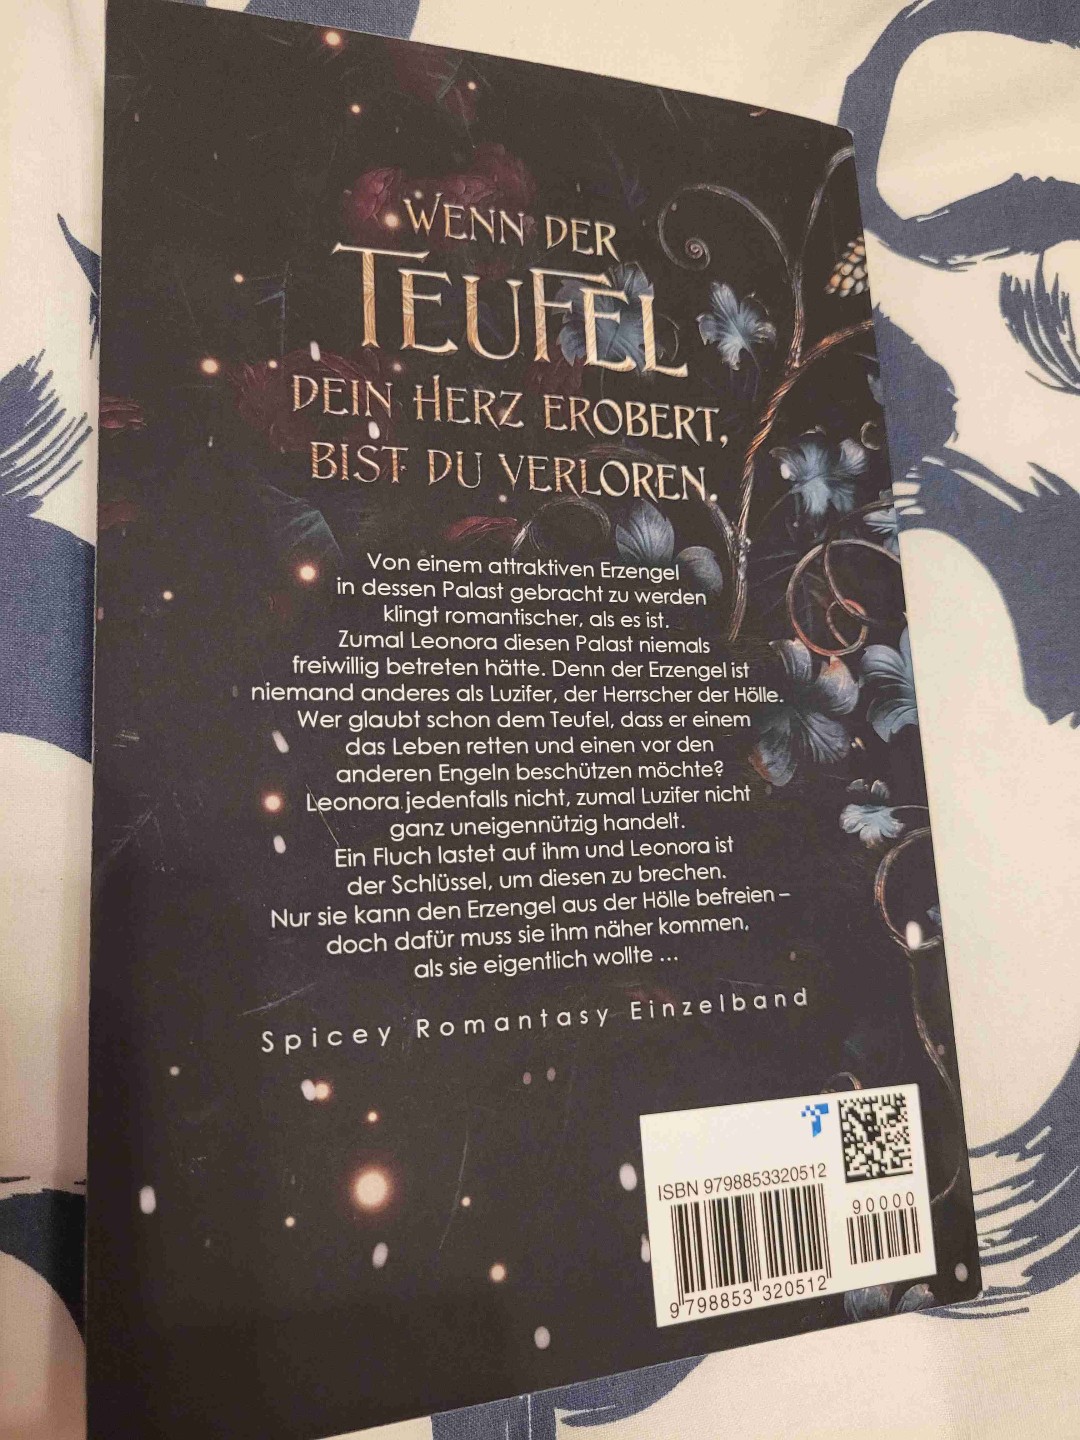 WENN DER
TEUFEL
DEIN HERZ EROBERT,
BIST DU VERLOREN.
Von einem attraktiven Erzengel
in dessen Palast gebracht zu werden
klingt romantischer, als es ist.
Zumal Leonora diesen Palast niemals
freiwillig betreten hätte. Denn der Erzengel ist
niemand anderes als Luzifer, der Herrscher der Hölle.
Wer glaubt schon dem Teufel, dass er einem
das Leben retten und einen vor den
anderen Engeln beschützen möchte?
Leonora jedenfalls nicht, zumal Luzifer nicht
ganz uneigennützig handelt.
Ein Fluch lastet auf ihm und Leonora ist
der Schlüssel, um diesen zu brechen.
Nur sie kann den Erzengel aus der Hölle befreien –
doch dafür muss sie ihm näher kommen,
als sie eigentlich wollte ...
Spicey Romantasy Einzelband
ISBN 9798853320512
90000
9 798853 320512